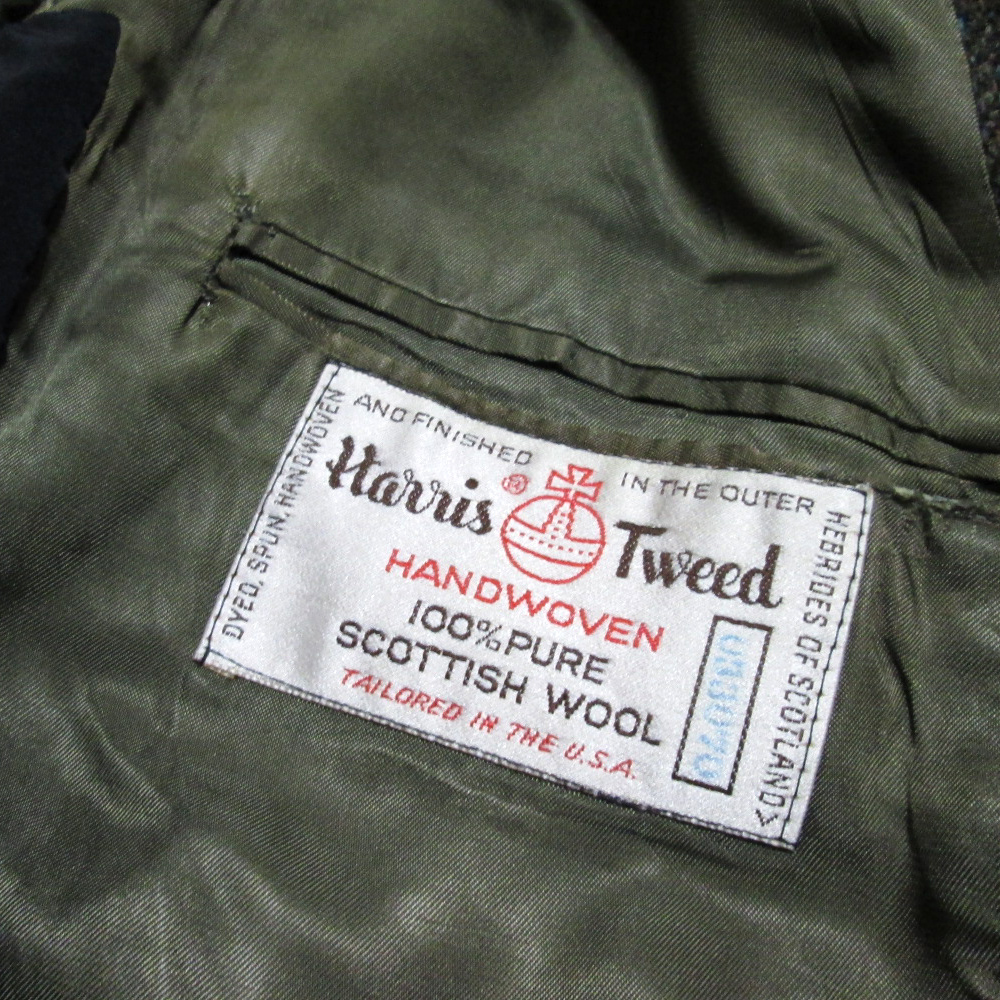 DYED, SPUN, HANDWOVEN
AND FINISHED IN THE OUTER
HEBRIDES OF SCOTLAND
Harris ® Tweed
HANDWOVEN
100% PURE
SCOTTISH WOOL
TAILORED IN THE U.S.A.